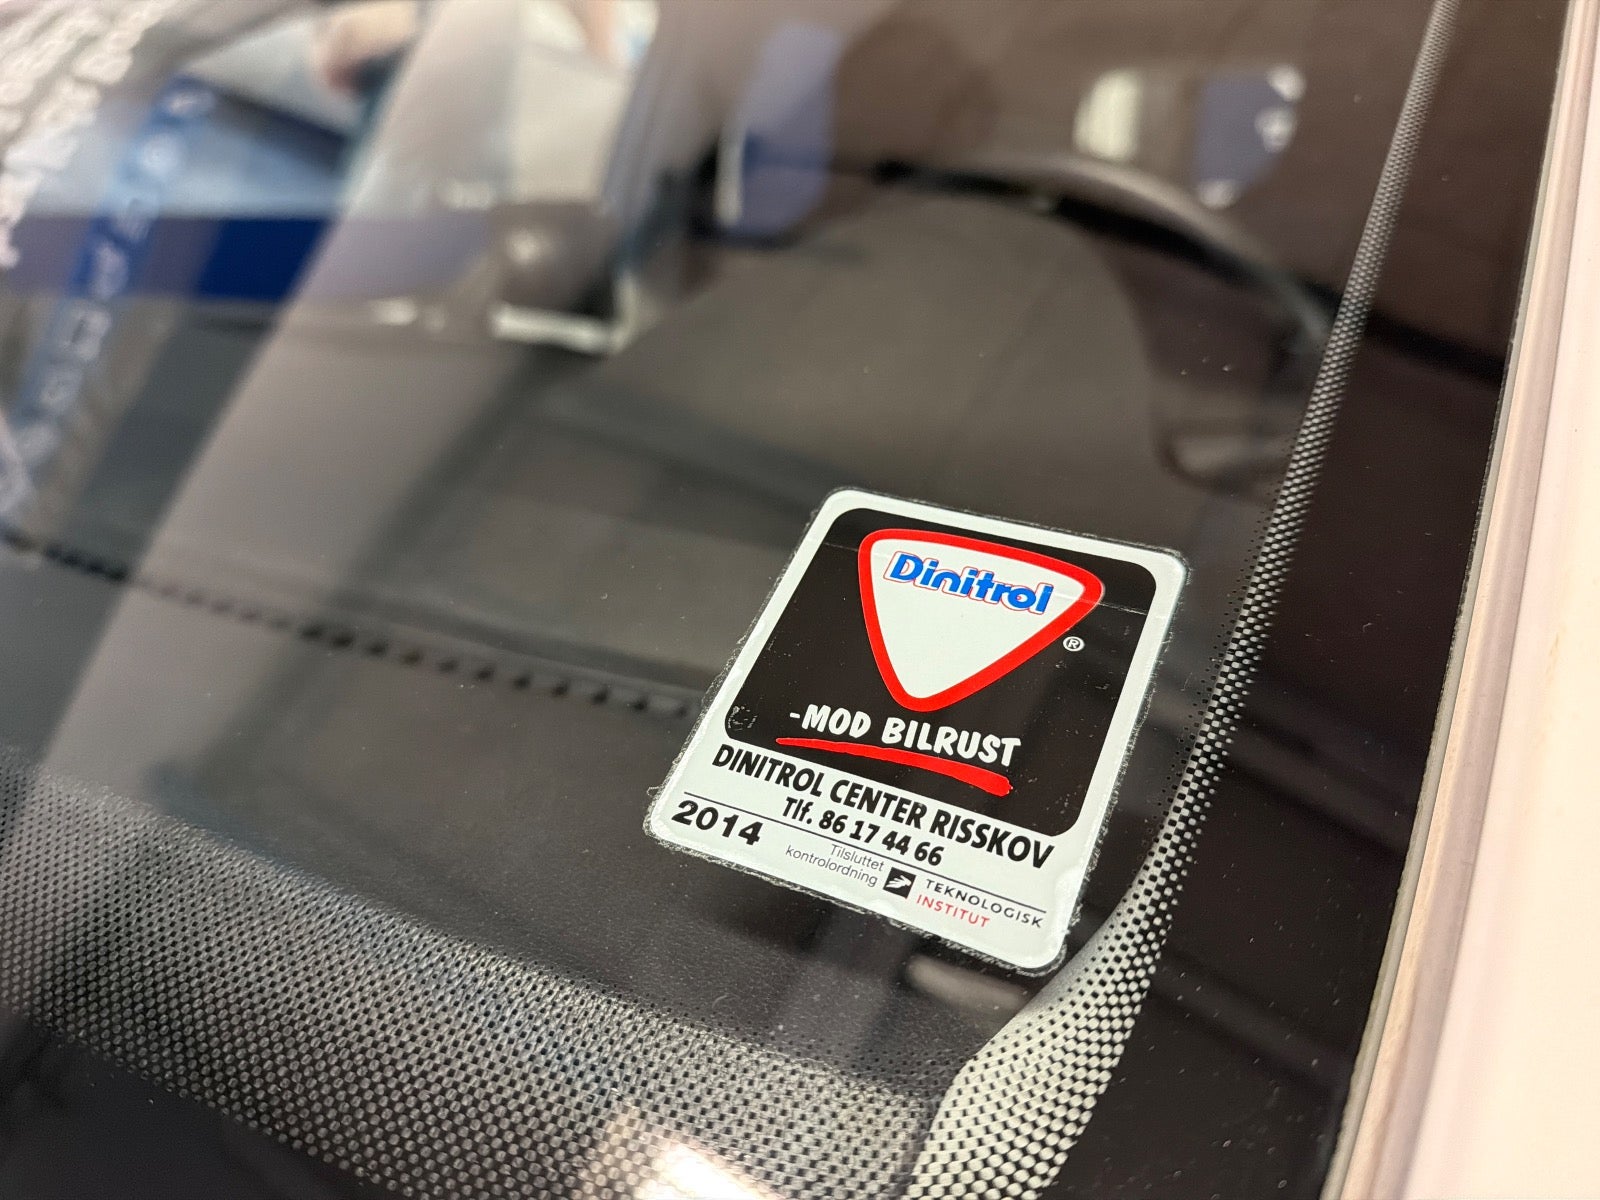 Dinitrol
®
-MOD BILRUST
DINITROL CENTER RISSKOV
Tlf. 86 17 44 66
2014
Tilsluttet
kontrolordning
TEKNOLOGISK
INSTITUT